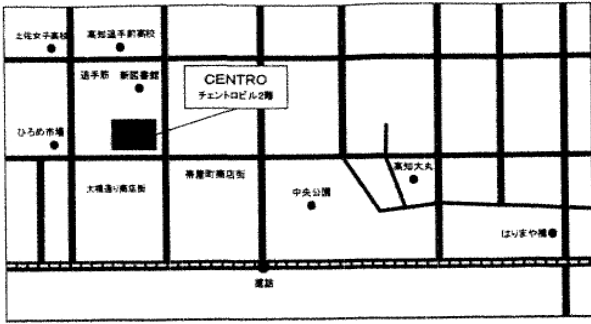 土佐女子高校
高知追手前高校
追手筋
新図書館
CENTRO
チェントロビル2階
ひろめ市場
大橋通り商店街
帯屋町商店街
高知大丸
中央公園
はりまや橋